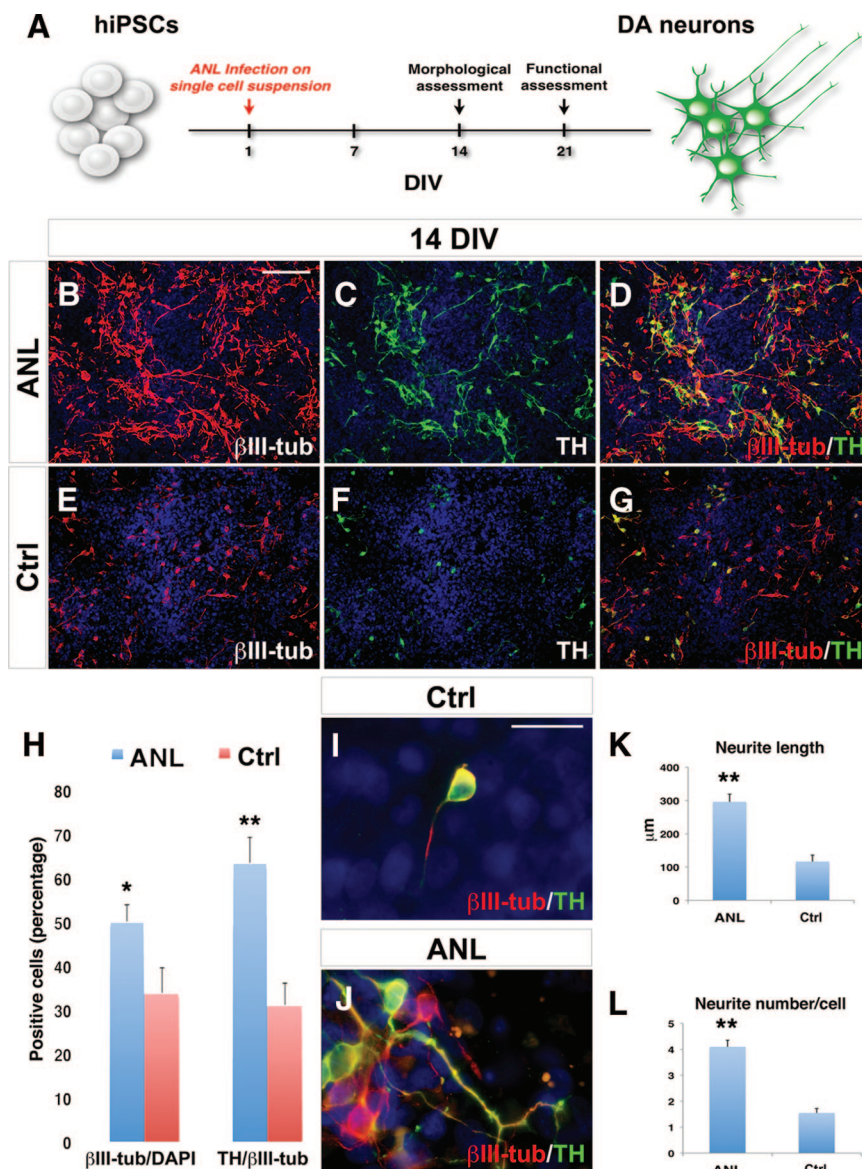 A
hiPSCs
DA neurons
ANL Infection on
single cell suspension
Morphological
assessment
Functional
assessment
1
7
14
21
DIV
14 DIV
ANL
B
βIII-tub
C
TH
D
βIII-tub/TH
Ctrl
E
βIII-tub
F
TH
G
βIII-tub/TH
H
ANL
Ctrl
Positive cells (percentage)
80
70
60
50
40
30
20
10
0
*
**
βIII-tub/DAPI
TH/βIII-tub
Ctrl
I
βIII-tub/TH
ANL
J
βIII-tub/TH
K
Neurite length
μm
400
300
200
100
0
**
ANL
Ctrl
L
Neurite number/cell
5
4
3
2
1
0
**
ANL
Ctrl